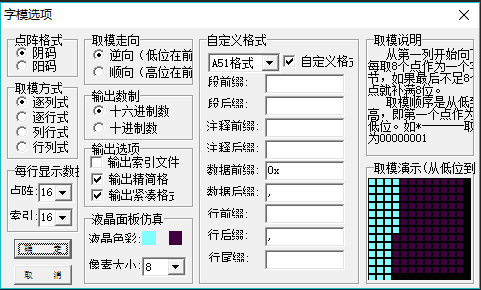 字模选项
点阵格式
阴码
阳码
取模方式
逐列式
逐行式
列行式
行列式
每行显示数据
点阵: 16
索引: 16
确 定
取 消
取模走向
逆向（低位在前
顺向（高位在前
输出数制
十六进制数
十进制数
输出选项
输出索引文件
输出精简格
输出紧凑格式
液晶面板仿真
液晶色彩:
像素大小: 8
自定义格式
A51格式
自定义格式
段前缀:
段后缀:
注释前缀:
注释后缀:
数据前缀: 0x
数据后缀: ,
行前缀:
行后缀: ,
行尾缀:
取模说明
从第一列开始向下
每取8个点作为一个字
节，如果最后不足8个
点就补满8位。
取模顺序是从低到
高，即第一个点作为最
低位。如*-------取
为00000001
取模演示(从低位到